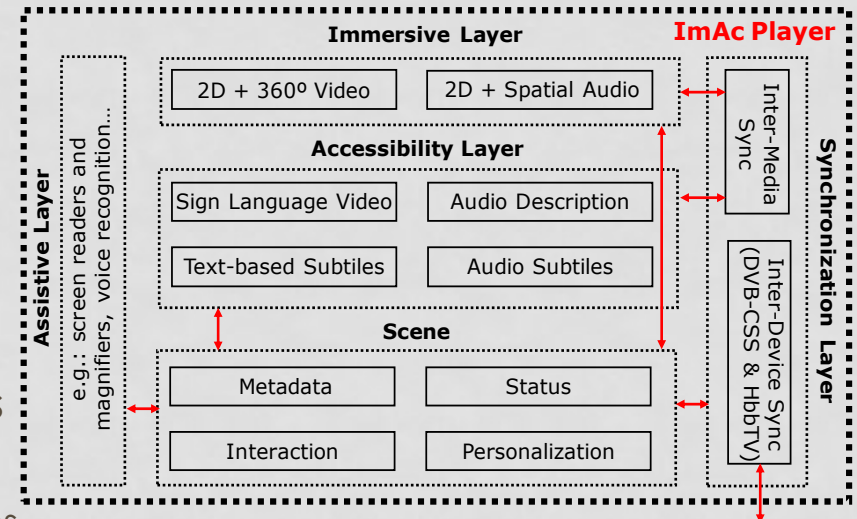 Immersive Layer
ImAc Player
2D + 360º Video
2D + Spatial Audio
Accessibility Layer
Sign Language Video
Audio Description
Text-based Subtiles
Audio Subtiles
Scene
Metadata
Status
Interaction
Personalization
Assistive Layer
e.g.: screen readers and
magnifiers, voice recognition...
Inter-Media
Sync
Inter-Device Sync
(DVB-CSS & HbbTV)
Synchronization Layer